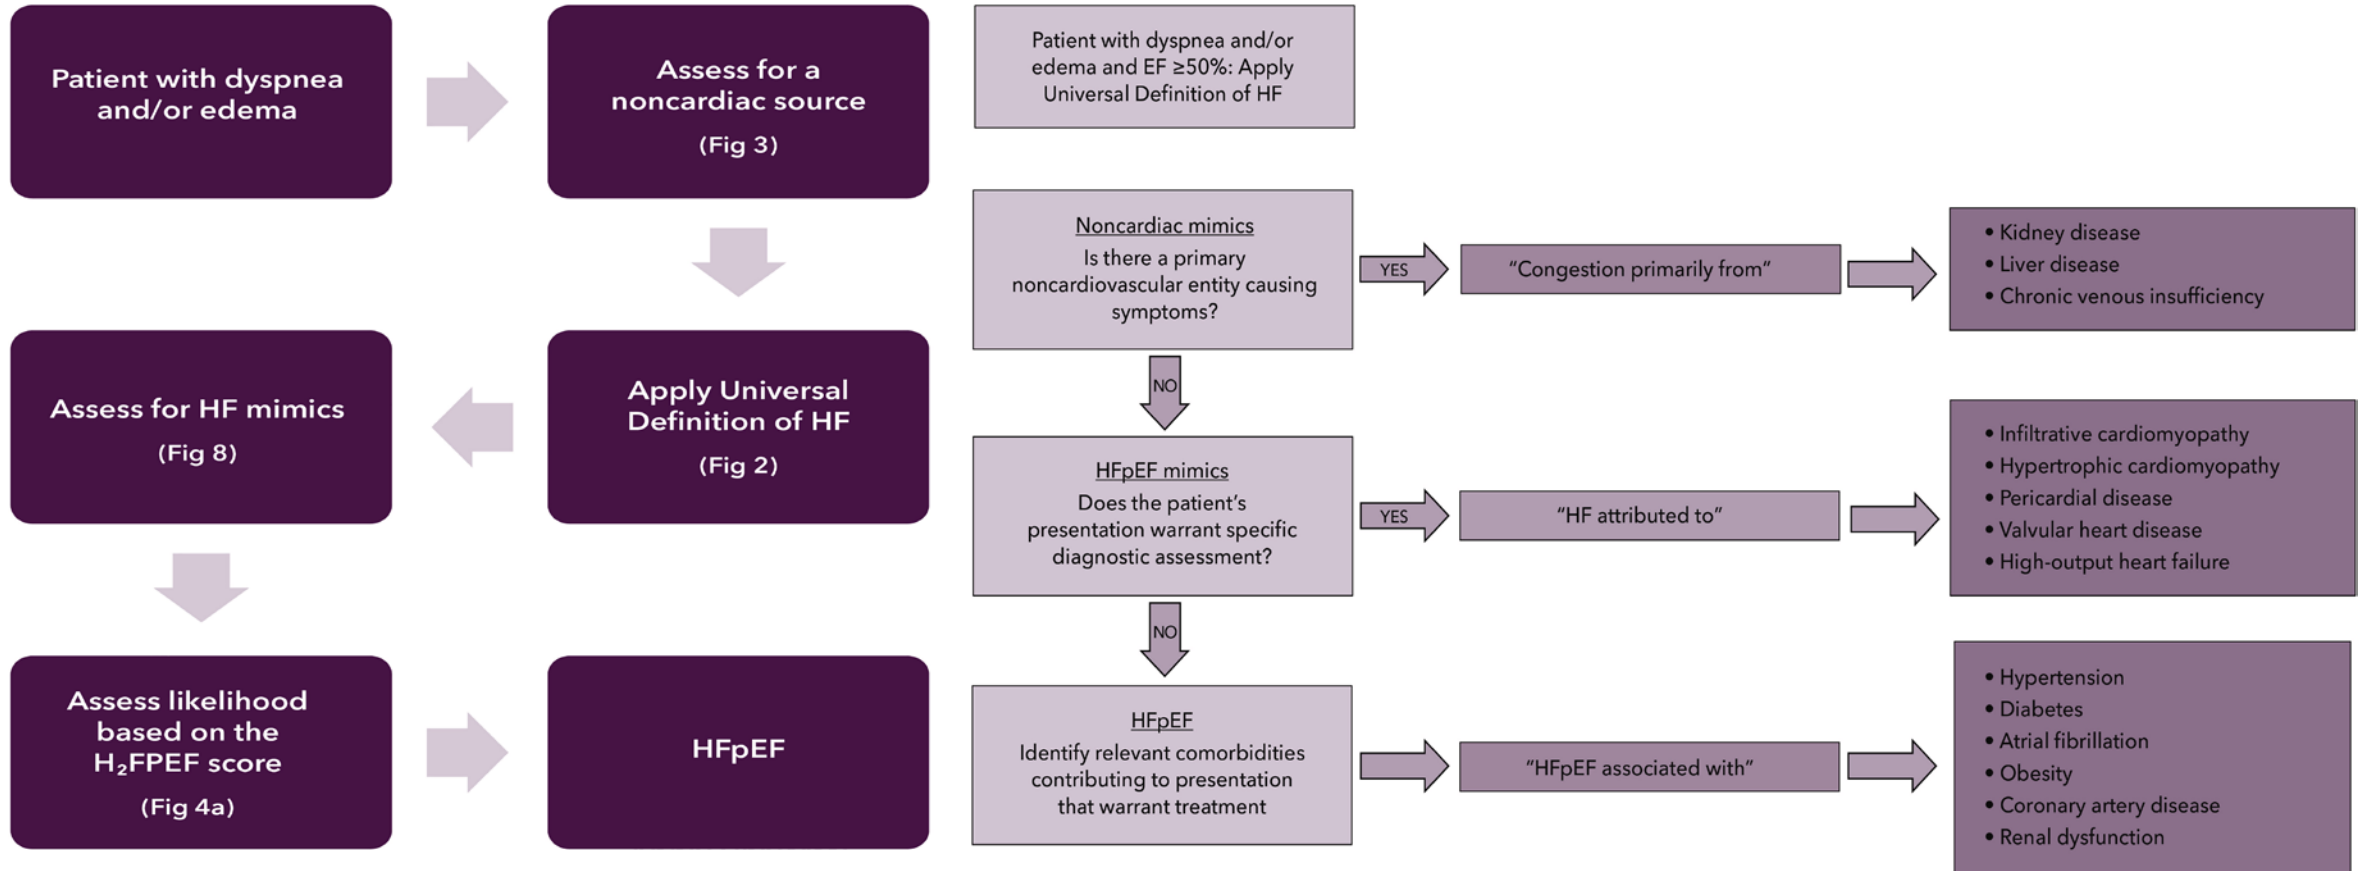 Patient with dyspnea
and/or edema
Assess for a
noncardiac source
(Fig 3)
Assess for HF mimics
(Fig 8)
Apply Universal
Definition of HF
(Fig 2)
Assess likelihood
based on the
H₂FPEF score
(Fig 4a)
HFpEF
Patient with dyspnea and/or
edema and EF ≥50%: Apply
Universal Definition of HF
Noncardiac mimics
Is there a primary
noncardiovascular entity causing
symptoms?
YES
“Congestion primarily from”
• Kidney disease
• Liver disease
• Chronic venous insufficiency
NO
HFpEF mimics
Does the patient’s
presentation warrant specific
diagnostic assessment?
YES
“HF attributed to”
• Infiltrative cardiomyopathy
• Hypertrophic cardiomyopathy
• Pericardial disease
• Valvular heart disease
• High-output heart failure
NO
HFpEF
Identify relevant comorbidities
contributing to presentation
that warrant treatment
“HFpEF associated with”
• Hypertension
• Diabetes
• Atrial fibrillation
• Obesity
• Coronary artery disease
• Renal dysfunction